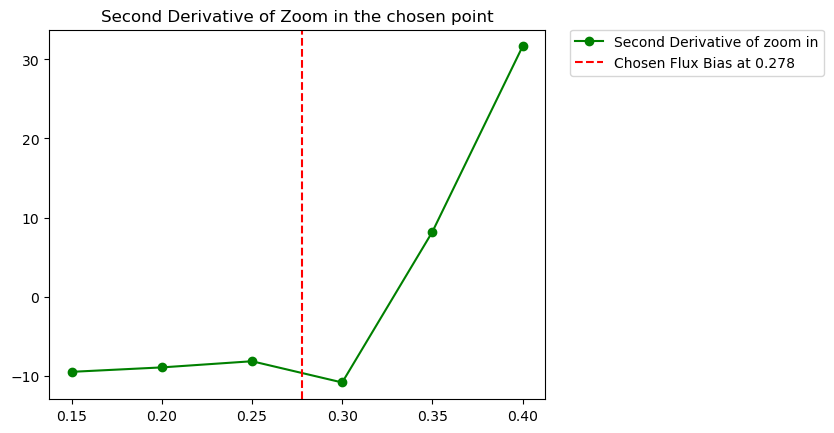 Second Derivative of Zoom in the chosen point
Second Derivative of zoom in
Chosen Flux Bias at 0.278
30
20
10
0
−10
0.15 0.20 0.25 0.30 0.35 0.40